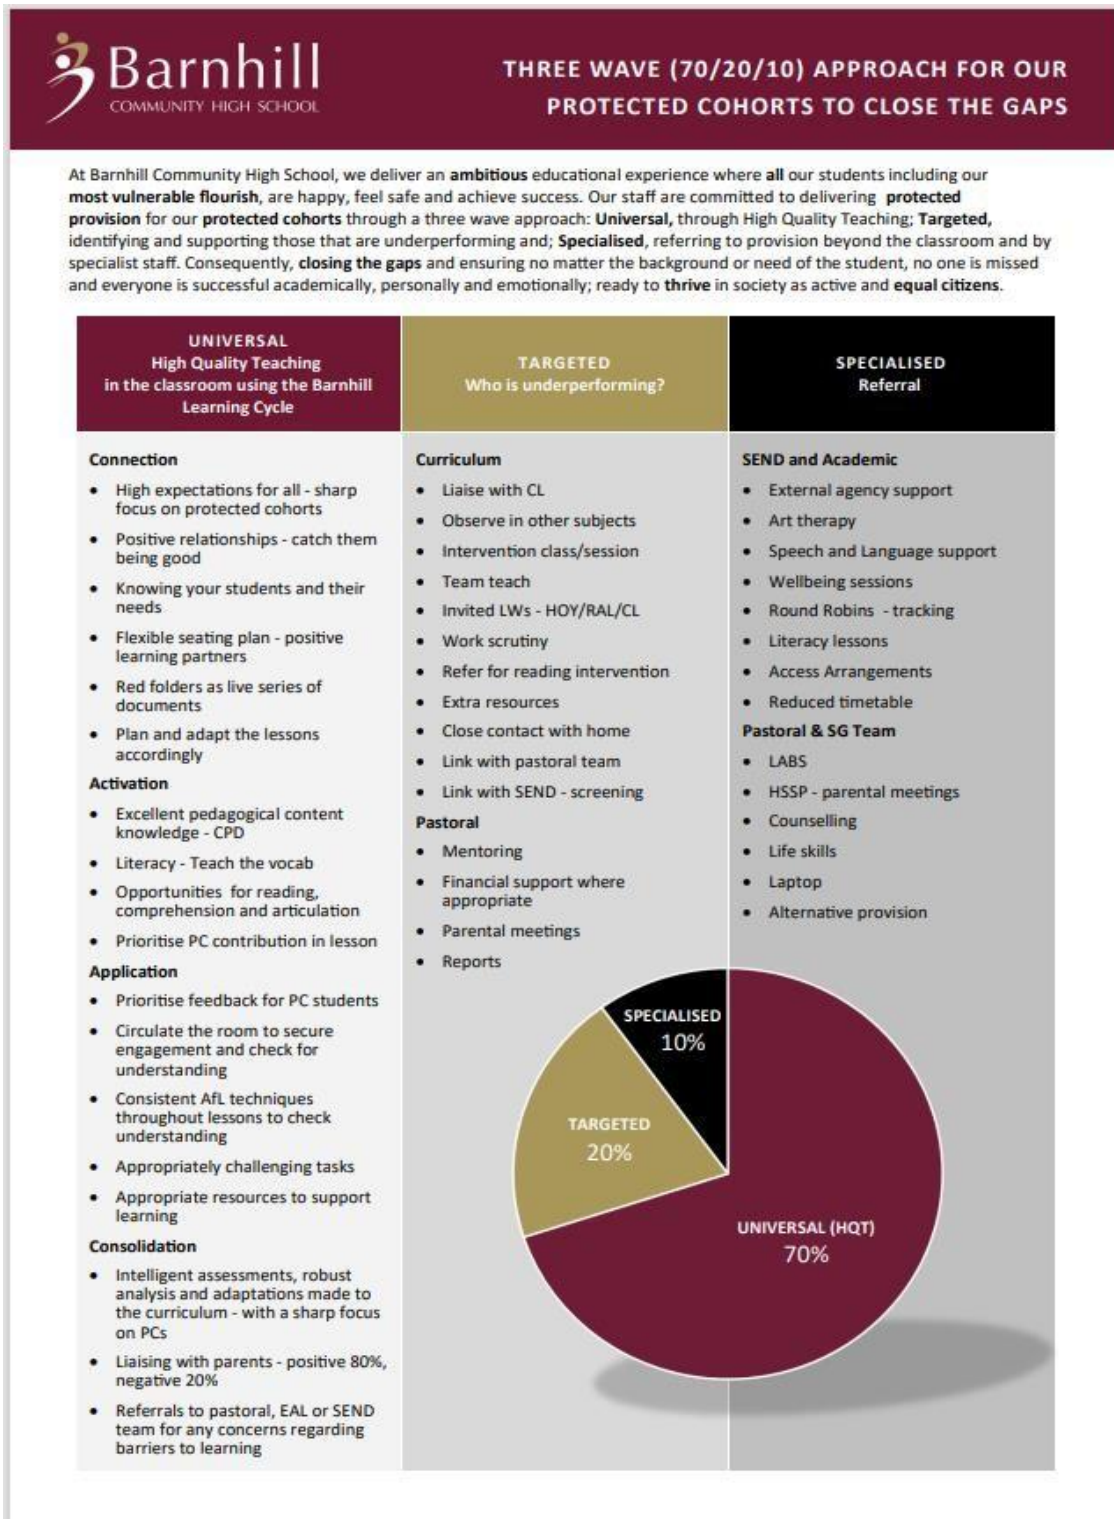 Barnhill
COMMUNITY HIGH SCHOOL
THREE WAVE (70/20/10) APPROACH FOR OUR
PROTECTED COHORTS TO CLOSE THE GAPS
At Barnhill Community High School, we deliver an ambitious educational experience where all our students including our
most vulnerable flourish, are happy, feel safe and achieve success. Our staff are committed to delivering protected
provision for our protected cohorts through a three wave approach: Universal, through High Quality Teaching; Targeted,
identifying and supporting those that are underperforming and; Specialised, referring to provision beyond the classroom and by
specialist staff. Consequently, closing the gaps and ensuring no matter the background or need of the student, no one is missed
and everyone is successful academically, personally and emotionally; ready to thrive in society as active and equal citizens.
UNIVERSAL
High Quality Teaching
in the classroom using the Barnhill
Learning Cycle
Connection
• High expectations for all - sharp
focus on protected cohorts
• Positive relationships - catch them
being good
• Knowing your students and their
needs
• Flexible seating plan - positive
learning partners
• Red folders as live series of
documents
• Plan and adapt the lessons
accordingly
Activation
• Excellent pedagogical content
knowledge - CPD
• Literacy - Teach the vocab
• Opportunities for reading,
comprehension and articulation
• Prioritise PC contribution in lesson
Application
• Prioritise feedback for PC students
• Circulate the room to secure
engagement and check for
understanding
• Consistent AfL techniques
throughout lessons to check
understanding
• Appropriately challenging tasks
• Appropriate resources to support
learning
Consolidation
• Intelligent assessments, robust
analysis and adaptations made to
the curriculum - with a sharp focus
on PCs
• Liaising with parents - positive 80%,
negative 20%
• Referrals to pastoral, EAL or SEND
team for any concerns regarding
barriers to learning
TARGETED
Who is underperforming?
Curriculum
• Liaise with CL
• Observe in other subjects
• Intervention class/session
• Team teach
• Invited LWs - HOY/RAL/CL
• Work scrutiny
• Refer for reading intervention
• Extra resources
• Close contact with home
• Link with pastoral team
• Link with SEND - screening
Pastoral
• Mentoring
• Financial support where
appropriate
• Parental meetings
• Reports
SPECIALISED
Referral
SEND and Academic
• External agency support
• Art therapy
• Speech and Language support
• Wellbeing sessions
• Round Robins - tracking
• Literacy lessons
• Access Arrangements
• Reduced timetable
Pastoral & SG Team
• LABS
• HSSP - parental meetings
• Counselling
• Life skills
• Laptop
• Alternative provision
SPECIALISED
10%
TARGETED
20%
UNIVERSAL (HQT)
70%